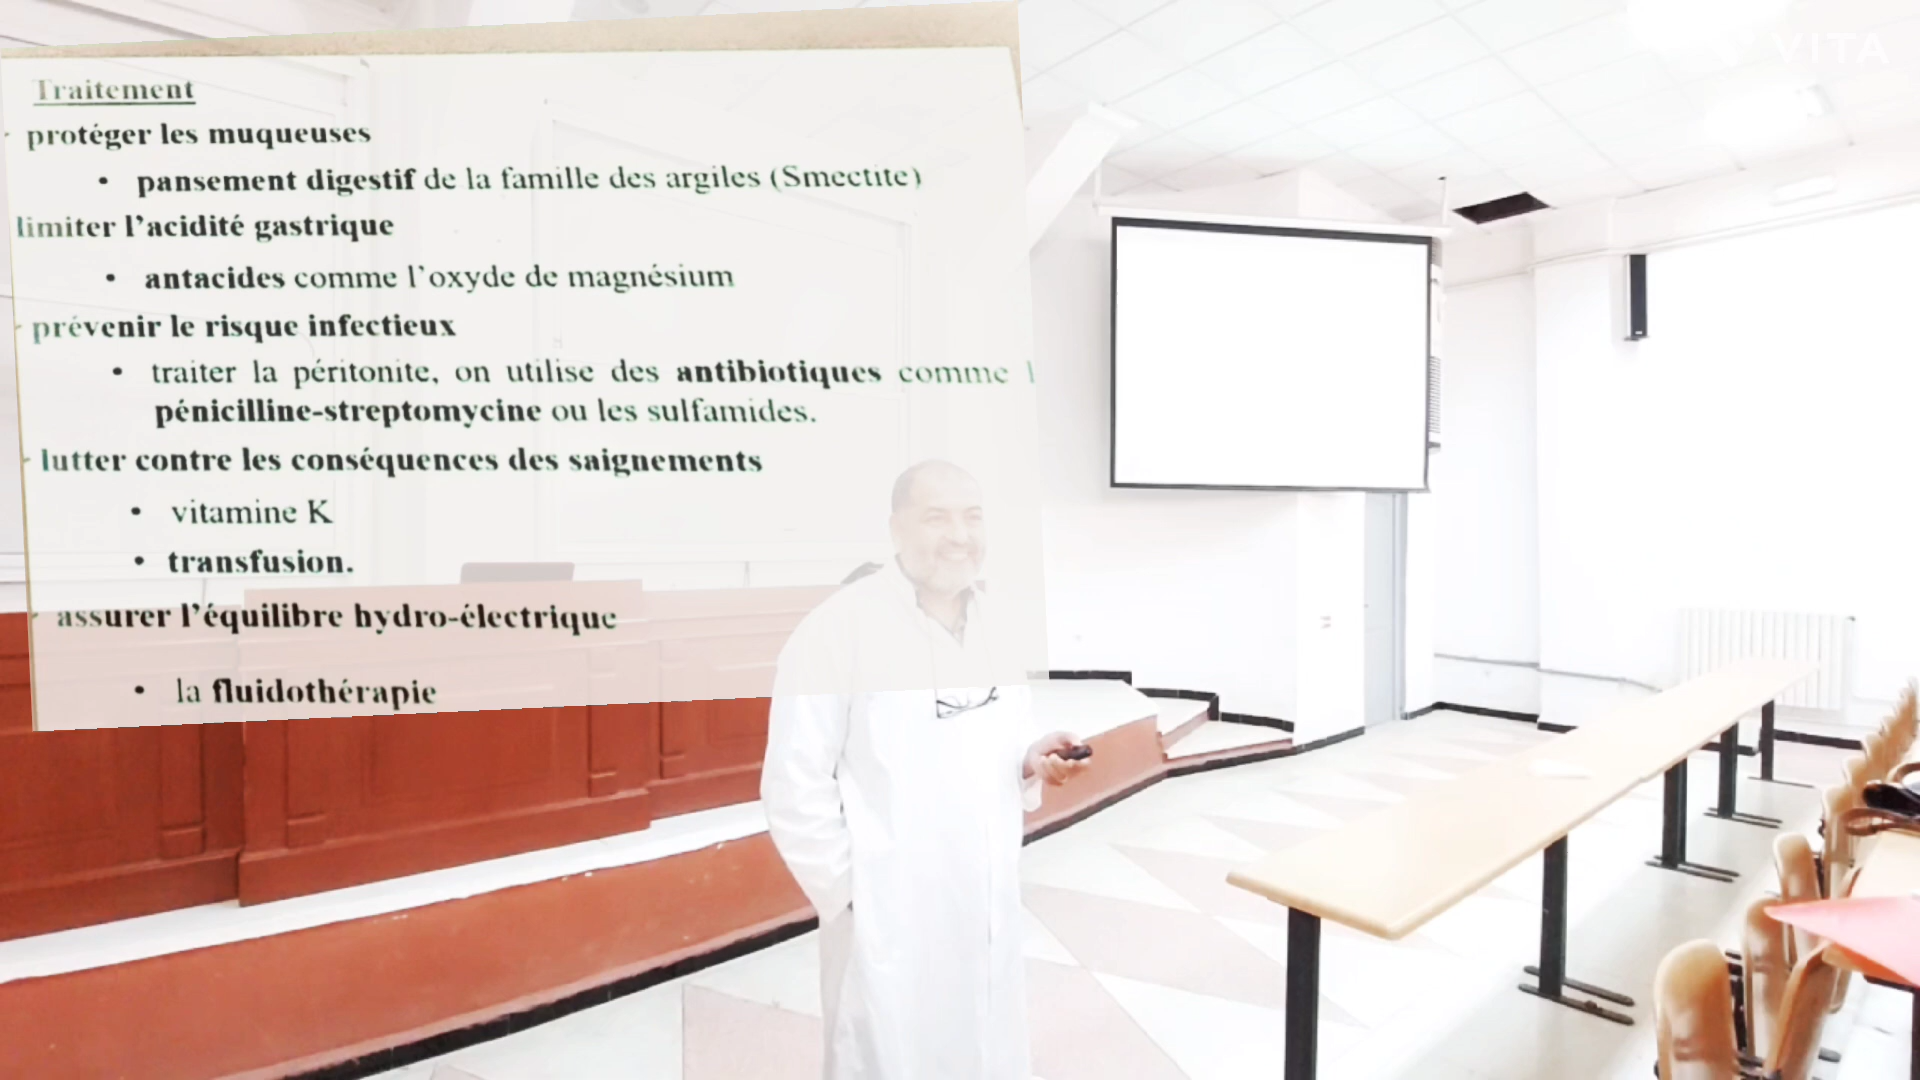 Traitement
protéger les muqueuses
• pansement digestif de la famille des argiles (Smectite)
limiter l'acidité gastrique
• antacides comme l'oxyde de magnésium
prévenir le risque infectieux
• traiter la péritonite, on utilise des antibiotiques comme
pénicilline-streptomycine ou les sulfamides.
lutter contre les conséquences des saignements
• vitamine K
• transfusion.
assurer l'équilibre hydro-électrique
• la fluidothérapie
VITA